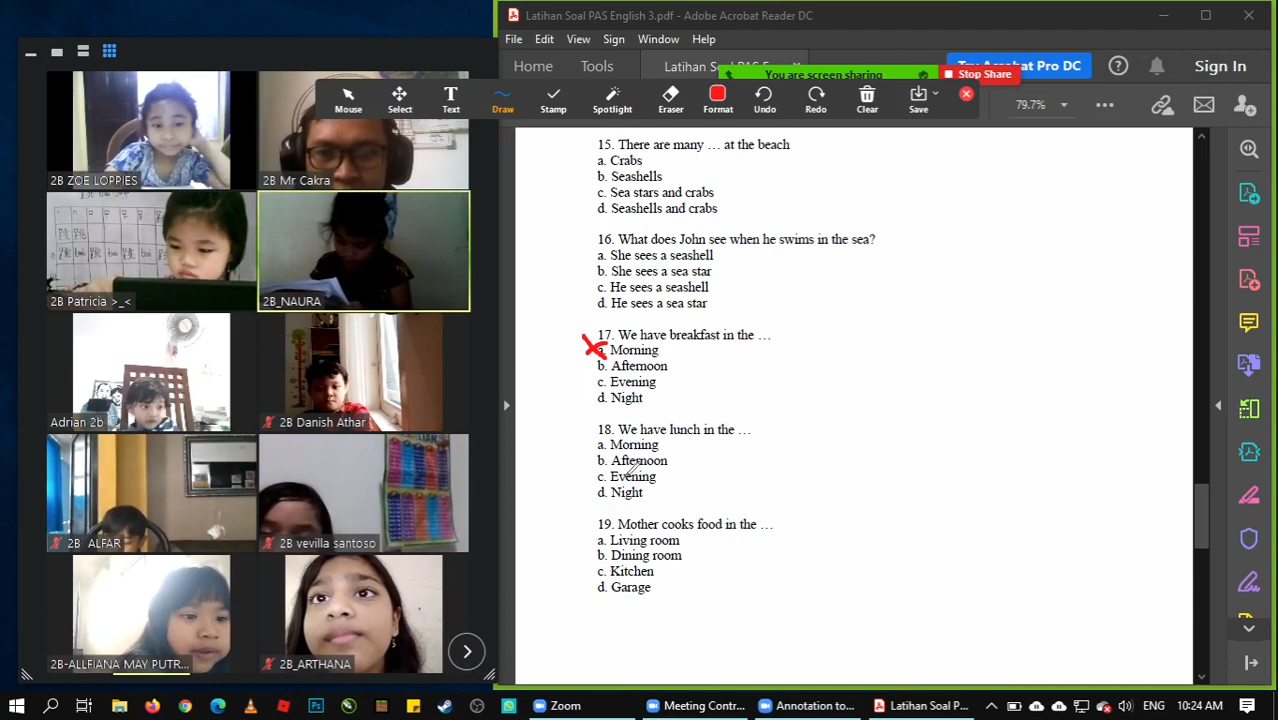 Latihan Soal PAS English 3.pdf - Adobe Acrobat Reader DC
File Edit View Sign Window Help
Home Tools Latihan Soal PAS E
Try Acrobat Pro DC
Sign In
You are screen sharing
Stop Share
Mouse Select Text Draw Stamp Spotlight Eraser Format Undo Redo Clear Save
79.7%
2B ZOE LOPPIES
2B Mr Cakra
2B Patricia >_<
2B_NAURA
Adrian 2b
2B Danish Athar
2B ALFAR
2B vevilla santoso
2B-ALLFIANA MAY PUTR...
2B_ARTHANA
15. There are many … at the beach
a. Crabs
b. Seashells
c. Sea stars and crabs
d. Seashells and crabs
16. What does John see when he swims in the sea?
a. She sees a seashell
b. She sees a sea star
c. He sees a seashell
d. He sees a sea star
17. We have breakfast in the …
a. Morning
b. Afternoon
c. Evening
d. Night
18. We have lunch in the …
a. Morning
b. Afternoon
c. Evening
d. Night
19. Mother cooks food in the …
a. Living room
b. Dining room
c. Kitchen
d. Garage
Zoom
Meeting Contr...
Annotation to...
Latihan Soal P...
ENG
10:24 AM